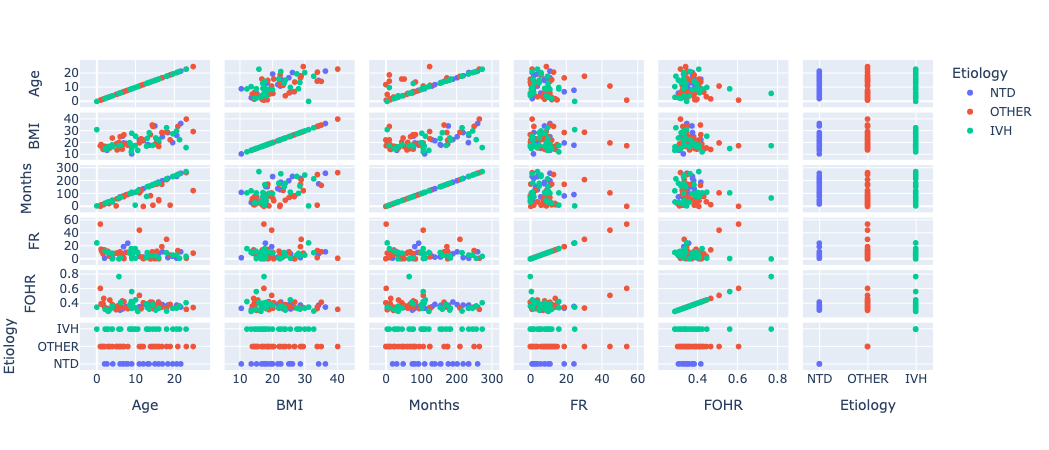 Etiology
NTD
OTHER
IVH
Age
20
10
0
BMI
40
30
20
10
Months
300
200
100
0
FR
60
40
20
0
FOHR
0.8
0.6
0.4
Etiology
IVH
OTHER
NTD
0 10 20
10 20 30 40
0 100 200 300
0 20 40 60
0.4 0.6 0.8
NTD OTHER IVH
Age BMI Months FR FOHR Etiology